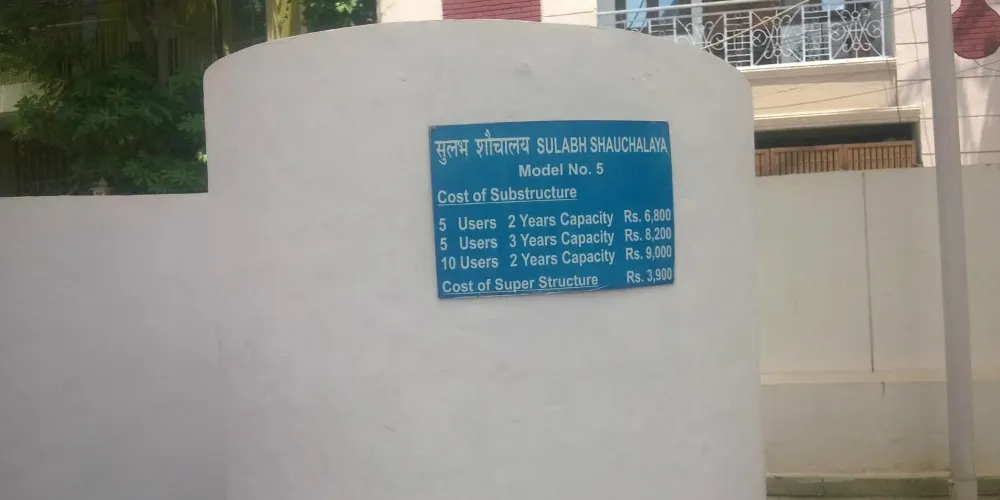 सुलभ शौचालय SULABH SHAUCHALAYA
Model No. 5
Cost of Substructure
5 Users 2 Years Capacity Rs. 6,800
5 Users 3 Years Capacity Rs. 8,200
10 Users 2 Years Capacity Rs. 9,000
Cost of Super Structure Rs. 3,900